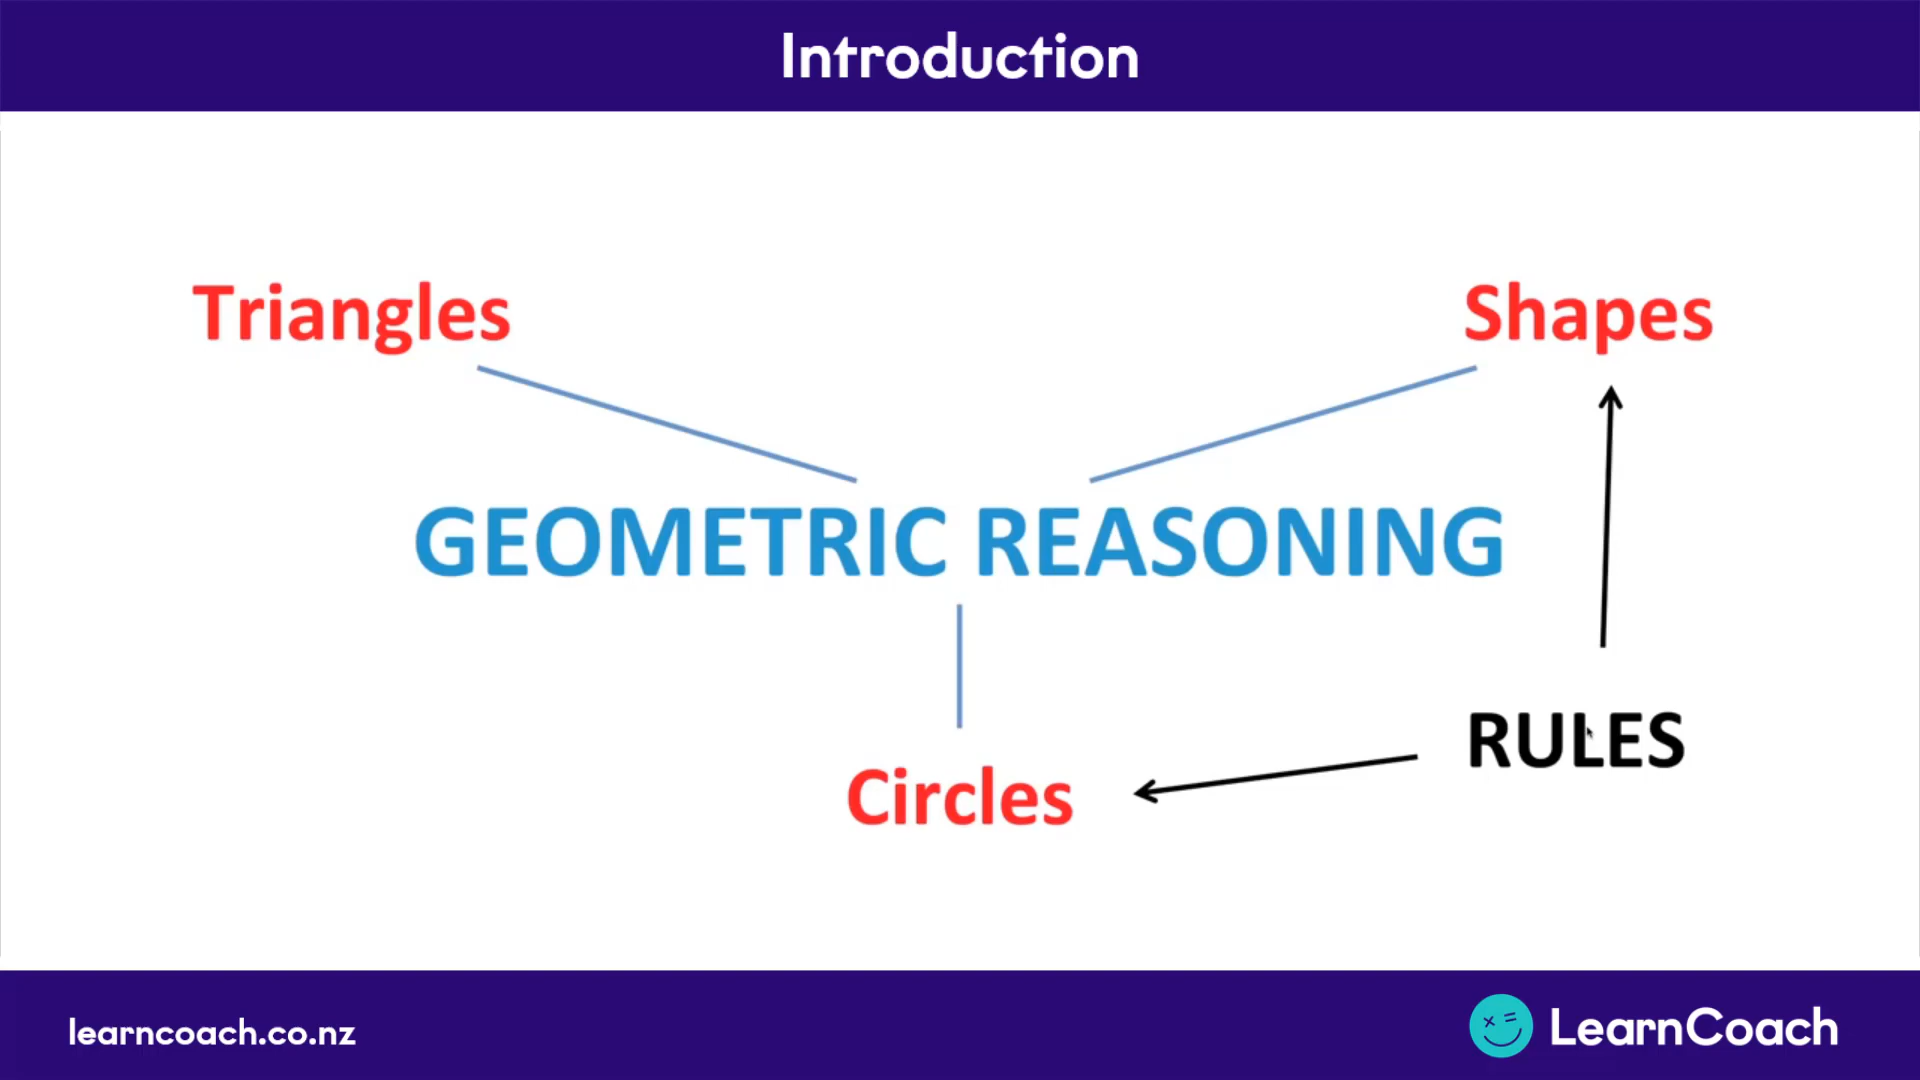 Introduction
Triangles
Shapes
GEOMETRIC REASONING
RULES
Circles
learncoach.co.nz
LearnCoach